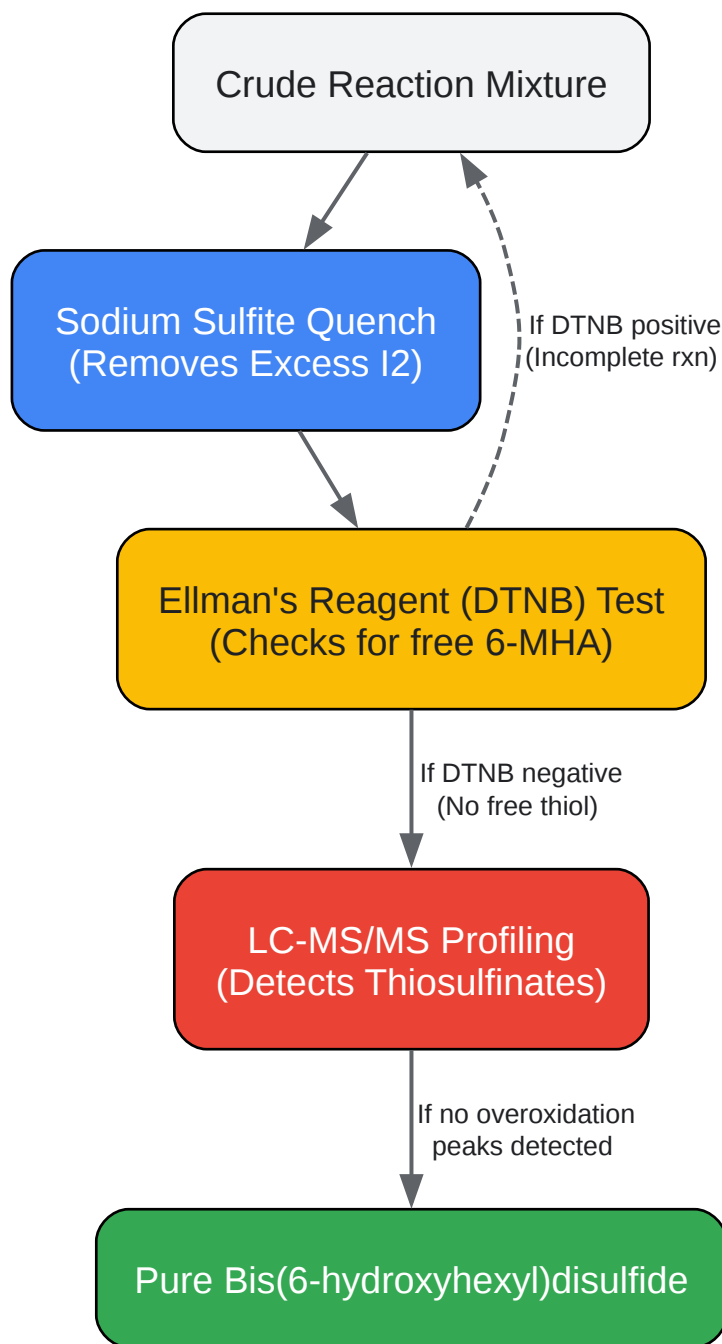 Crude Reaction Mixture
Sodium Sulfite Quench
(Removes Excess I2)
If DTNB positive
(Incomplete rxn)
Ellman's Reagent (DTNB) Test
(Checks for free 6-MHA)
If DTNB negative
(No free thiol)
LC-MS/MS Profiling
(Detects Thiosulfinates)
If no overoxidation
peaks detected
Pure Bis(6-hydroxyhexyl)disulfide